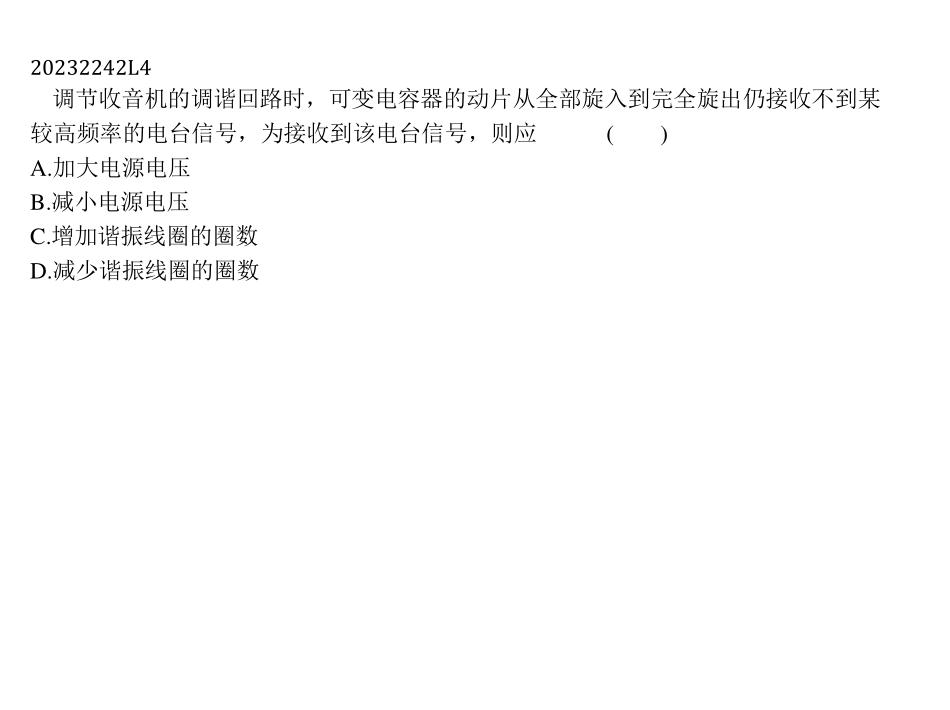 20232242L4
调节收音机的调谐回路时，可变电容器的动片从全部旋入到完全旋出仍接收不到某
较高频率的电台信号，为接收到该电台信号，则应 ( )
A.加大电源电压
B.减小电源电压
C.增加谐振线圈的圈数
D.减少谐振线圈的圈数